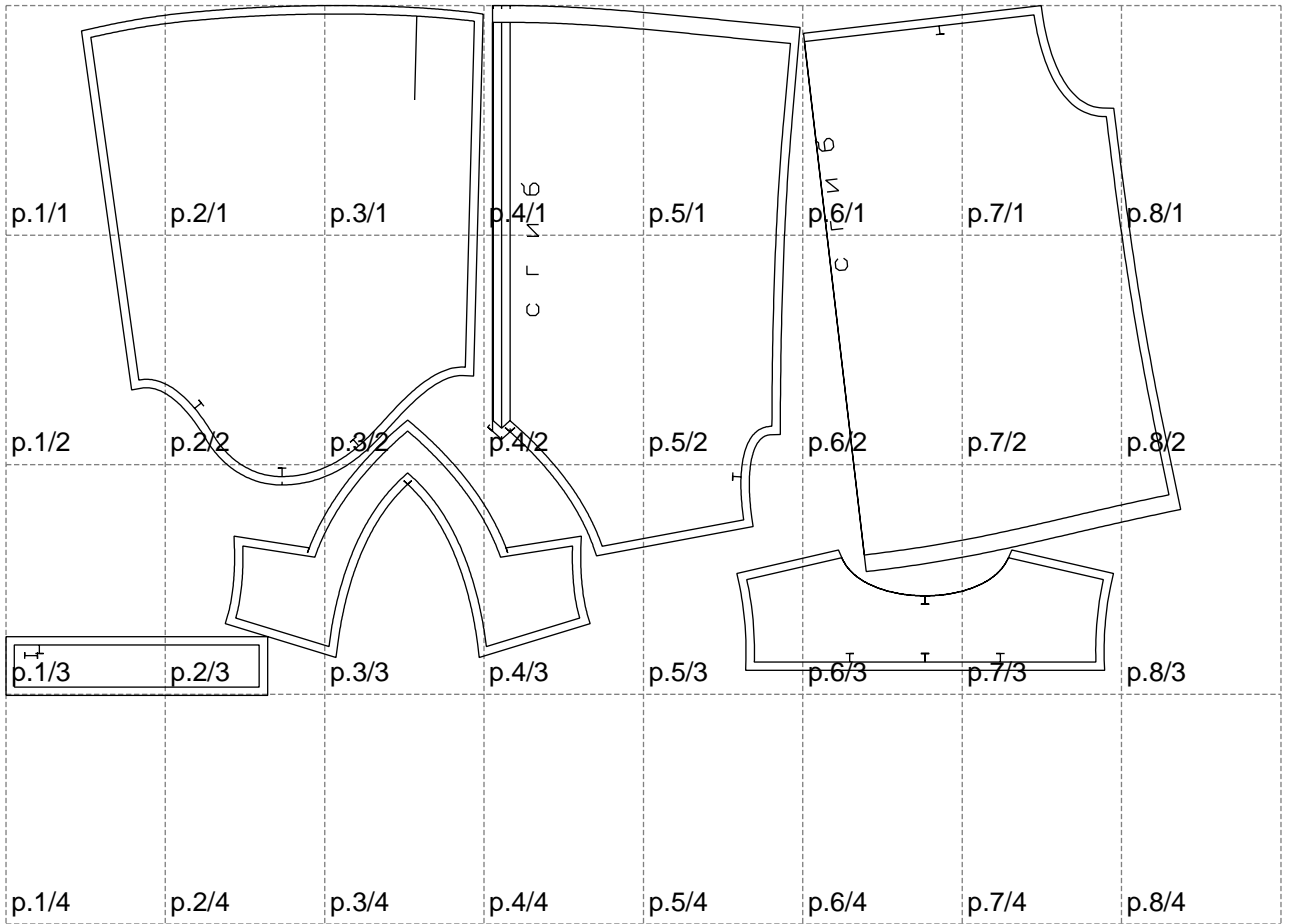 p.1/1 p.2/1 p.3/1 p.4/1 p.5/1 p.6/1 p.7/1 p.8/1
с г и б
с г и б
p.1/2 p.2/2 p.3/2 p.4/2 p.5/2 p.6/2 p.7/2 p.8/2
p.1/3 p.2/3 p.3/3 p.4/3 p.5/3 p.6/3 p.7/3 p.8/3
p.1/4 p.2/4 p.3/4 p.4/4 p.5/4 p.6/4 p.7/4 p.8/4